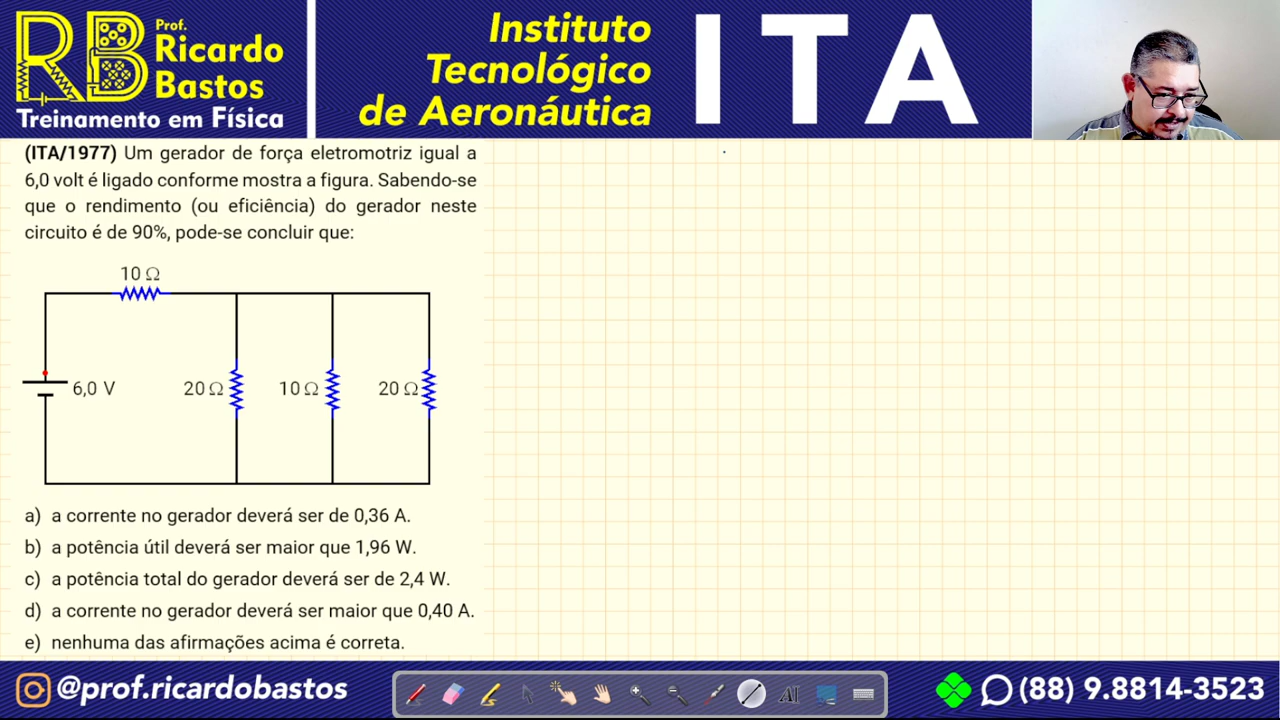 RB
Prof.
Ricardo
Bastos
Treinamento em Física
Instituto
Tecnológico
de Aeronáutica
ITA
(ITA/1977) Um gerador de força eletromotriz igual a
6,0 volt é ligado conforme mostra a figura. Sabendo-se
que o rendimento (ou eficiência) do gerador neste
circuito é de 90%, pode-se concluir que:
10 Ω
6,0 V
20 Ω
10 Ω
20 Ω
a) a corrente no gerador deverá ser de 0,36 A.
b) a potência útil deverá ser maior que 1,96 W.
c) a potência total do gerador deverá ser de 2,4 W.
d) a corrente no gerador deverá ser maior que 0,40 A.
e) nenhuma das afirmações acima é correta.
@prof.ricardobastos
AI
(88) 9.8814-3523